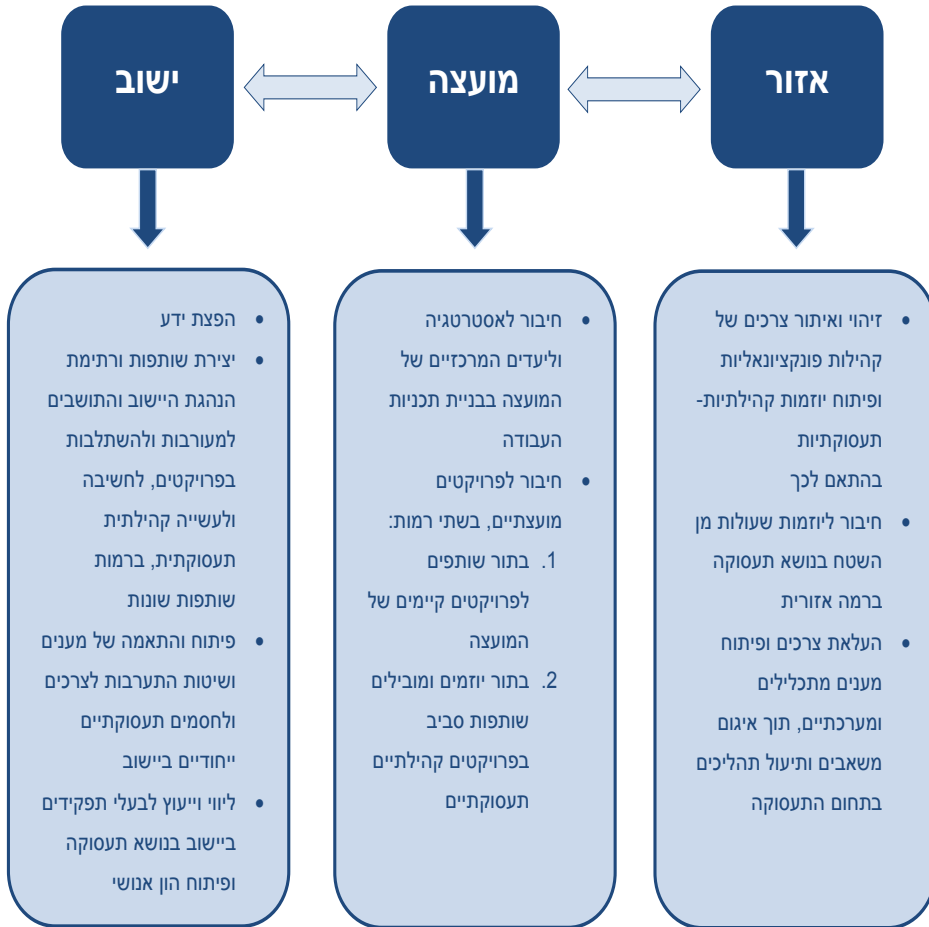 אזור
מועצה
ישוב
• זיהוי ואיתור צרכים של
קהילות פונקציונאליות
ופיתוח יוזמות קהילתיות-
תעסוקתיות
בהתאם לכך
• חיבור ליוזמות שעולות מן
השטח בנושא תעסוקה
ברמה אזורית
• העלאת צרכים ופיתוח
מענים מתכלילים
ומערכתיים, תוך איגום
משאבים ותיעול תהליכים
בתחום התעסוקה
• חיבור לאסטרטגיה
וליעדים המרכזיים של
המועצה בבניית תכניות
העבודה
• חיבור לפרויקטים
מועצתיים, בשתי רמות:
1. בתור שותפים
לפרויקטים קיימים של
המועצה
2. בתור יוזמים ומובילים
שותפות סביב
בפרויקטים קהילתיים
תעסוקתיים
• הפצת ידע
• יצירת שותפות ורתימת
הנהגת היישוב והתושבים
למעורבות ולהשתלבות
בפרויקטים, לחשיבה
ולעשייה קהילתית
תעסוקתית, ברמות
שותפות שונות
• פיתוח והתאמה של מענים
ושיטות התערבות לצרכים
ולחסמים תעסוקתיים
ייחודיים ביישוב
• ליווי וייעוץ לבעלי תפקידים
ביישוב בנושא תעסוקה
ופיתוח הון אנושי